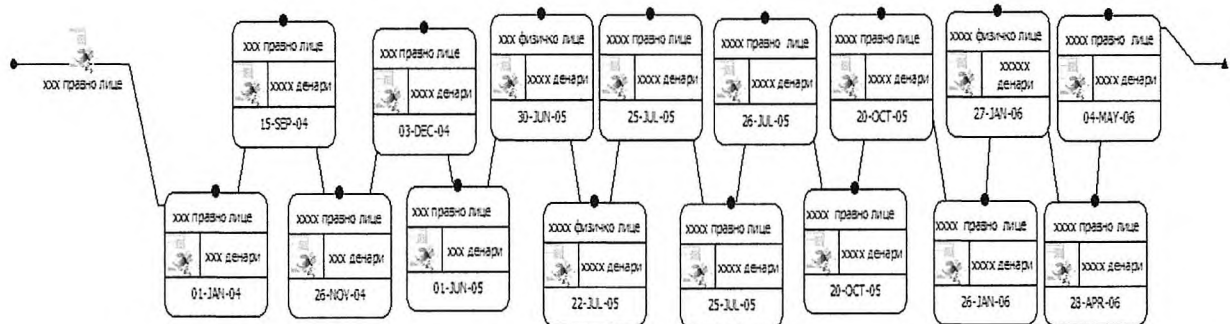 xxx правно лице
xxx правно лице
xxxx денари
15-SEP-04
xxx правно лице
xxxx денари
03-DEC-04
xxx физичко лице
xxxx денари
30-JUN-05
xxx правно лице
xxxx денари
25-JUL-05
xxx правно лице
xxxx денари
26-JUL-05
xxx правно лице
xxxx денари
20-OCT-05
xxx физичко лице
xxxxx
денари
27-JAN-06
xxx правно лице
xxxx денари
04-MAY-06
xxx правно лице
xxx денари
01-JAN-04
xxxx правно лице
xxx денари
26-NOV-04
xxx правно лице
xxx денари
01-JUN-05
xxxx физичко лице
xxxx денари
22-JUL-05
xxxx правно лице
xxxx денари
25-JUL-05
xxxx правно лице
xxxx денари
20-OCT-05
xxxx правно лице
xxxx денари
26-JAN-06
xxxx правно лице
xxxx денари
28-APR-06